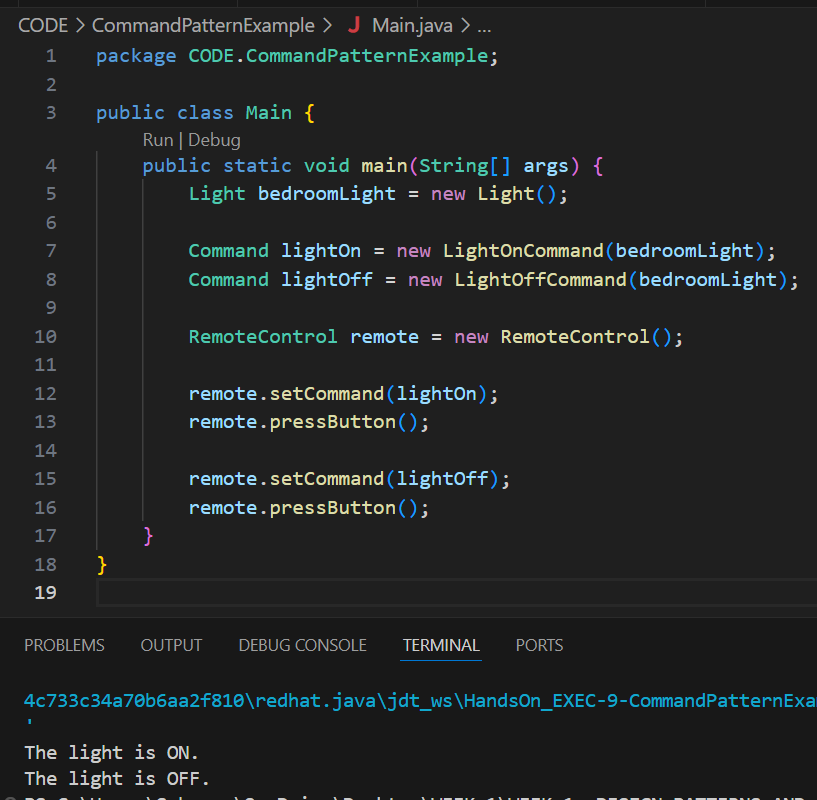 CODE > CommandPatternExample > J Main.java > ...
1 package CODE.CommandPatternExample;
2
3 public class Main {
Run | Debug
4 public static void main(String[] args) {
5 Light bedroomLight = new Light();
6
7 Command lightOn = new LightOnCommand(bedroomLight);
8 Command lightOff = new LightOffCommand(bedroomLight);
9
10 RemoteControl remote = new RemoteControl();
11
12 remote.setCommand(lightOn);
13 remote.pressButton();
14
15 remote.setCommand(lightOff);
16 remote.pressButton();
17 }
18 }
19
PROBLEMS OUTPUT DEBUG CONSOLE TERMINAL PORTS
4c733c34a70b6aa2f810\redhat.java\jdt_ws\HandsOn_EXEC-9-CommandPatternExa
'
The light is ON.
The light is OFF.